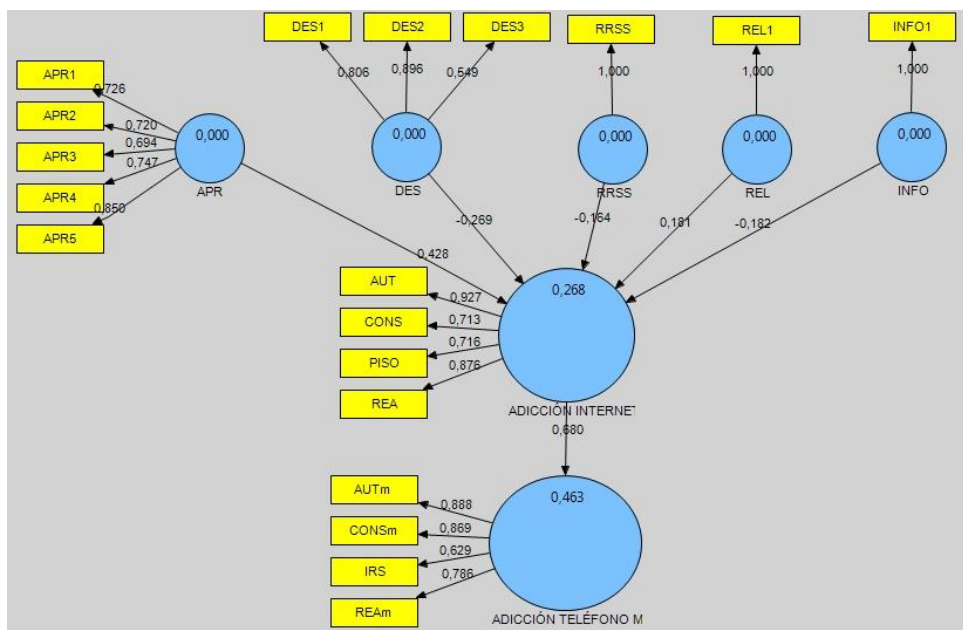 DES1
DES2
DES3
RRSS
REL1
INFO1
APR1
APR2
APR3
APR4
APR5
0,726
0,720
0,694
0,747
0,850
0,806
0,896
0,549
1,000
1,000
1,000
0,000
APR
0,000
DES
0,000
RRSS
0,000
REL
0,000
INFO
0,428
-0,269
-0,164
0,181
-0,182
AUT
CONS
PISO
REA
0,927
0,713
0,716
0,876
0,268
ADICCIÓN INTERNET
0,680
AUTm
CONSm
IRS
REAm
0,888
0,869
0,629
0,786
0,463
ADICCIÓN TELÉFONO M